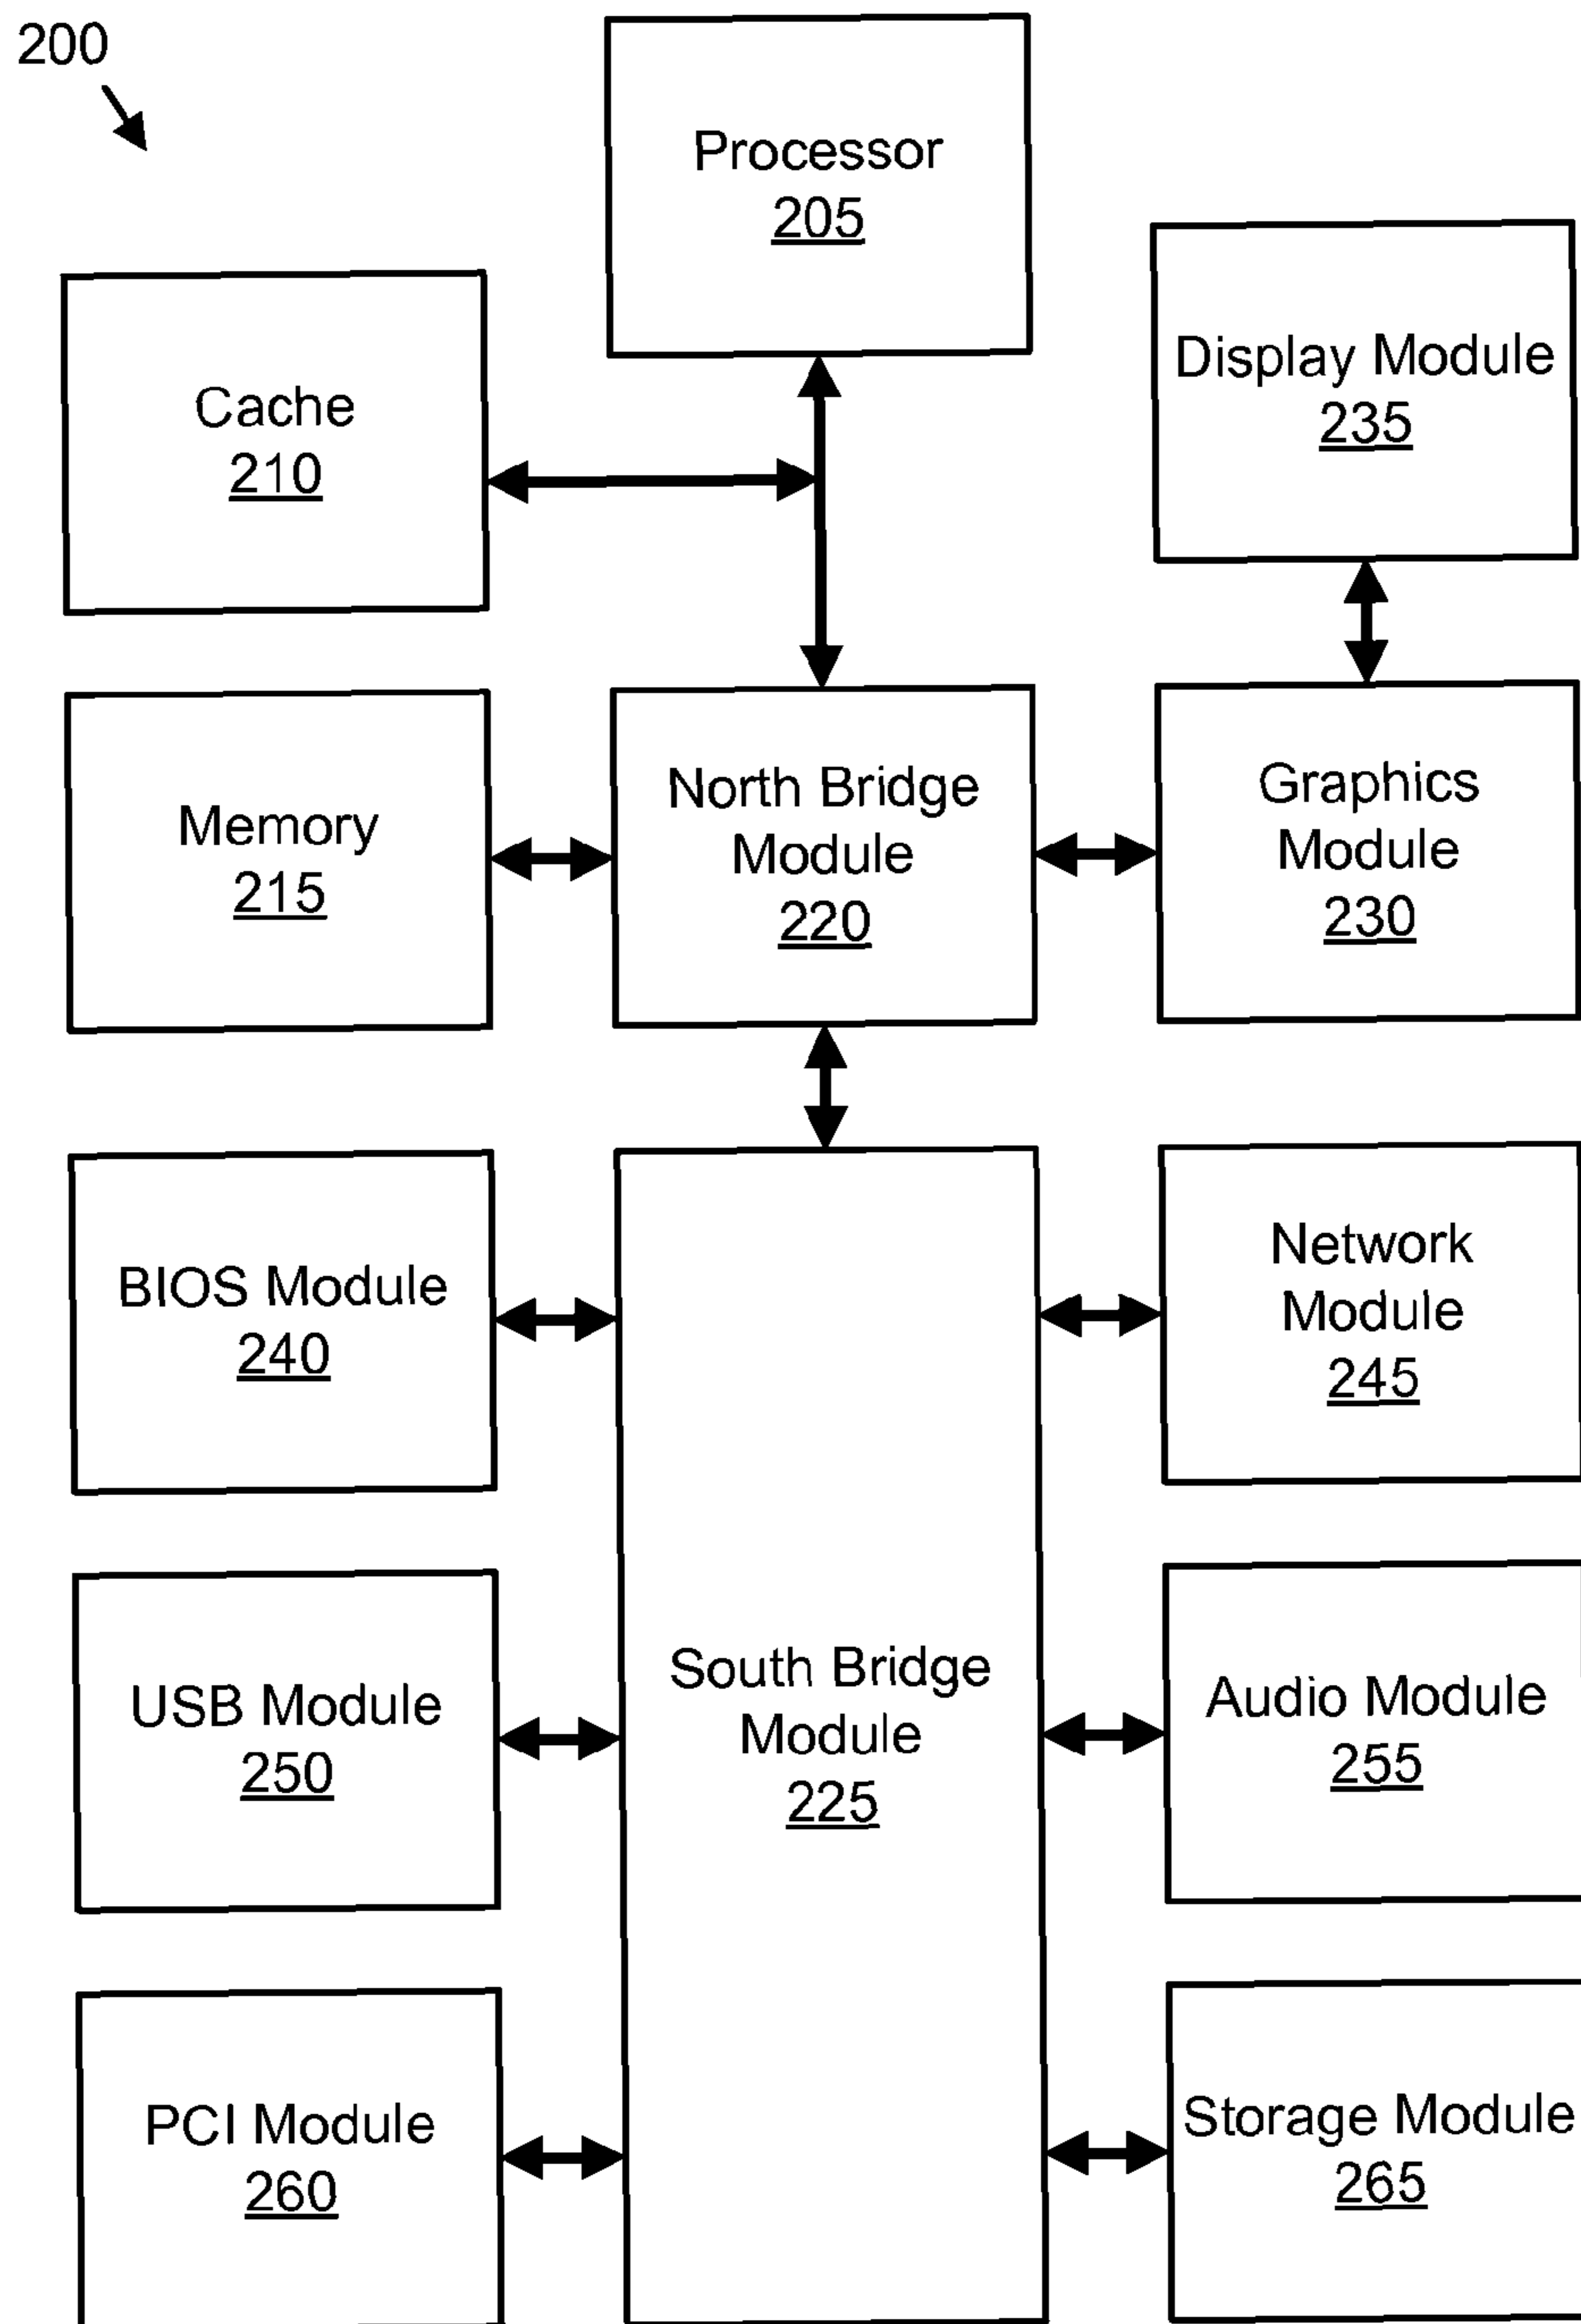 200
Processor
205
Display Module
235
Cache
210
North Bridge
Module
220
Graphics
Module
230
Memory
215
BIOS Module
240
Network
Module
245
South Bridge
Module
225
USB Module
250
Audio Module
255
PCI Module
260
Storage Module
265